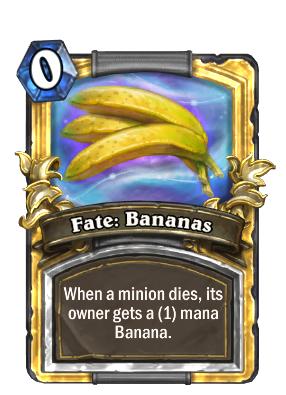 0
Fate: Bananas
When a minion dies, its
owner gets a (1) mana
Banana.